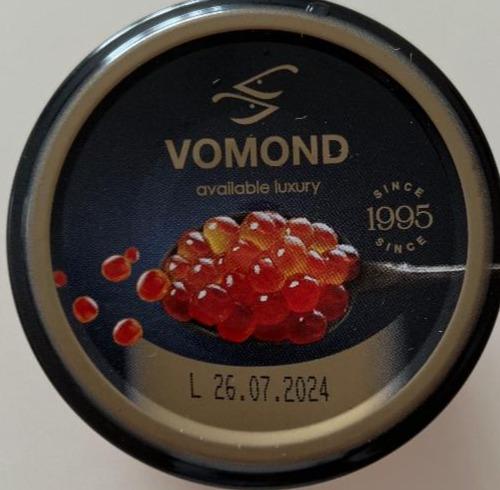 VOMOND
available luxury
SINCE
1995
SINCE
L 26.07.2024